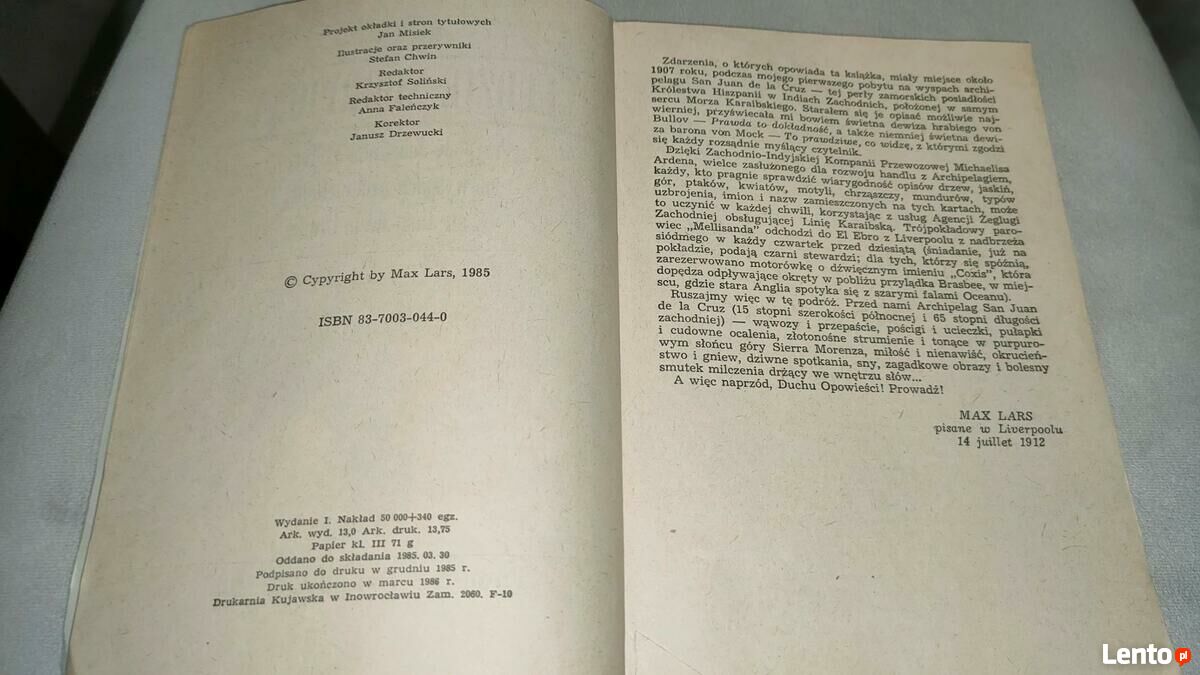 Projekt okładki i stron tytułowych
Jan Misiek
Ilustracje oraz przerywniki
Stefan Chwin
Redaktor
Krzysztof Soliński
Redaktor techniczny
Anna Faleńczyk
Korektor
Janusz Drzewucki
© Cypyright by Max Lars, 1985
ISBN 83-7003-044-0
Wydanie I. Nakład 50 000+340 egz.
Ark. wyd. 13,0 Ark. druk. 13,75
Papier kl. III 71 g
Oddano do składania 1985. 03. 30
Podpisano do druku w grudniu 1985 r.
Druk ukończono w marcu 1986 r.
Drukarnia Kujawska w Inowrocławiu Zam. 2060. F-10
Zdarzenia, o których opowiada ta książka, miały miejsce około
1907 roku, podczas mojego pierwszego pobytu na wyspach archi-
pelagu San Juan de la Cruz — tej perły zamorskich posiadłości
Królestwa Hiszpanii w Indiach Zachodnich, położonej w samym
sercu Morza Karaibskiego. Starałem się je opisać możliwie naj-
wierniej, przyświecała mi bowiem świetna dewiza hrabiego von
Bullov — Prawda to dokładność, a także niemniej świetna dewi-
za barona von Mock — To prawdziwe, co widzę, z którymi zgodzi
się każdy rozsądnie myślący czytelnik.
Dzięki Zachodnio-Indyjskiej Kompanii Przewozowej Michaelisa
Ardena, wielce zasłużonego dla rozwoju handlu z Archipelagiem,
każdy, kto pragnie sprawdzić wiarygodność opisów drzew, jaskiń,
gór, ptaków, kwiatów, motyli, chrząszczy, mundurów, typów
uzbrojenia, imion i nazw zamieszczonych na tych kartach, może
to uczynić w każdej chwili, korzystając z usług Agencji Żeglugi
Zachodniej obsługującej Linię Karaibską. Trójpokładowy paro-
wiec „Mellisanda” odchodzi do El Ebro z Liverpoolu z nadbrzeża
siódmego w każdy czwartek przed dziesiątą (śniadanie, już na
pokładzie, podają czarni stewardzi; dla tych, którzy się spóźnią,
zarezerwowano motorówkę o dźwięcznym imieniu „Coxis”, która
dopędza odpływające okręty w pobliżu przylądka Brasbee, w miej-
scu, gdzie stara Anglia spotyka się z szarymi falami Oceanu).
Ruszajmy więc w tę podróż. Przed nami Archipelag San Juan
de la Cruz (15 stopni szerokości północnej i 65 stopni długości
zachodniej) — wąwozy i przepaście, pościgi i ucieczki, pułapki
i cudowne ocalenia, złotonośne strumienie i tonące w purpuro-
wym słońcu góry Sierra Morenza, miłość i nienawiść, okrucień-
stwo i gniew, dziwne spotkania, sny, zagadkowe obrazy i bolesny
smutek milczenia drżący we wnętrzu słów...
A więc naprzód, Duchu Opowieści! Prowadź!
MAX LARS
pisane w Liverpoolu
14 juillet 1912
Lento.pl